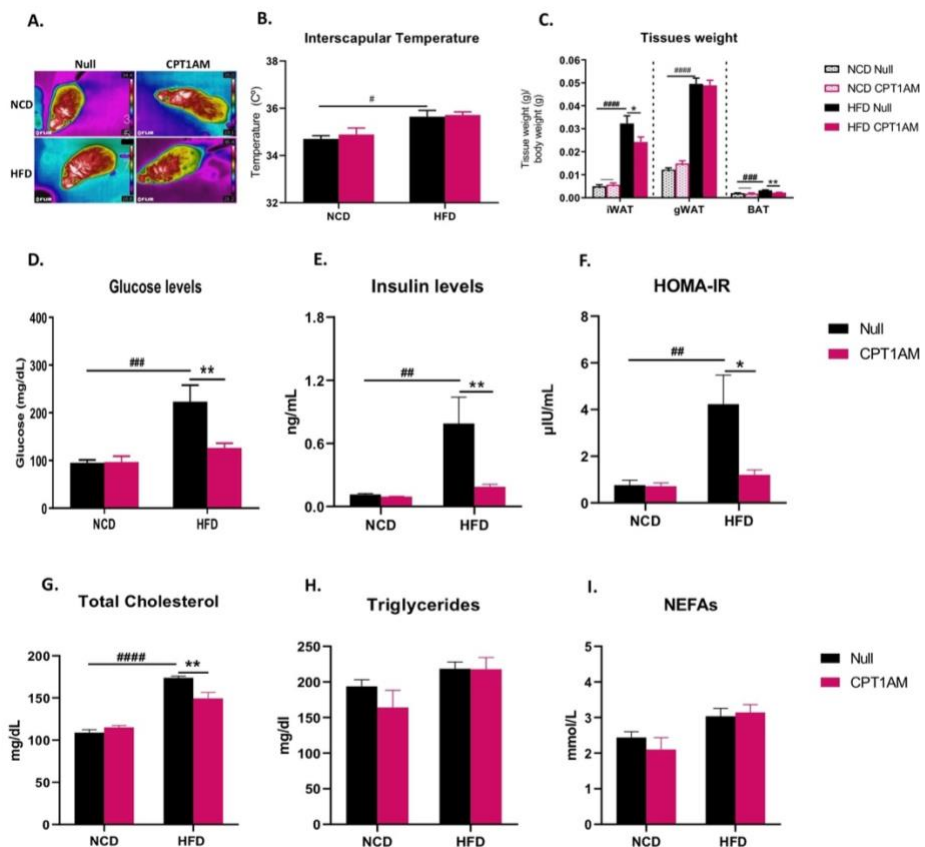 A.
Null CPT1AM
NCD
HFD
B.
Interscapular Temperature
Temperature (Cº)
38
36
34
32
#
NCD HFD
C.
Tissues weight
Tissue weight (g)/
body weight (g)
0.06
0.05
0.04
0.03
0.02
0.01
0.00
####
*
####
###
**
iWAT gWAT BAT
NCD Null
NCD CPT1AM
HFD Null
HFD CPT1AM
D.
Glucose levels
Glucose (mg/dL)
400
300
200
100
0
###
**
NCD HFD
E.
Insulin levels
ng/mL
1.8
1.2
0.6
0.0
##
**
NCD HFD
F.
HOMA-IR
µIU/mL
8
6
4
2
0
##
*
NCD HFD
Null
CPT1AM
G.
Total Cholesterol
mg/dL
200
150
100
50
0
####
**
NCD HFD
H.
Triglycerides
mg/dl
250
200
150
100
50
0
NCD HFD
I.
NEFAs
mmol/L
5
4
3
2
1
0
NCD HFD
Null
CPT1AM